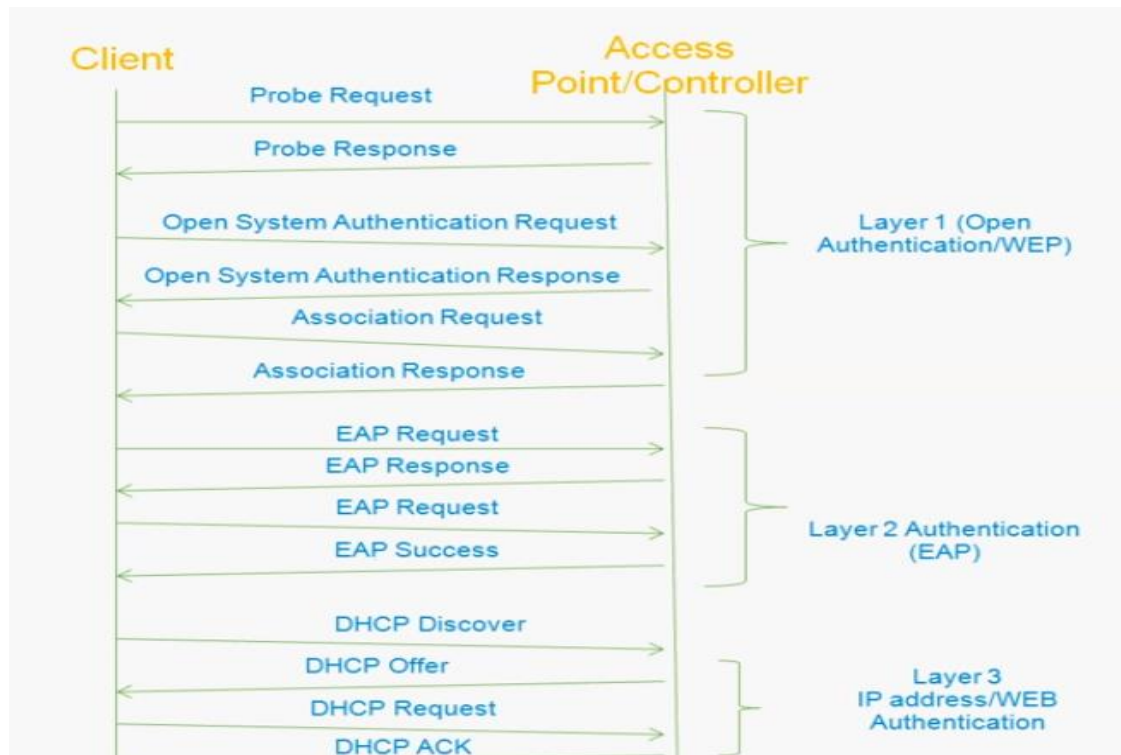 Client
Access
Point/Controller
Probe Request
Probe Response
Open System Authentication Request
Open System Authentication Response
Association Request
Association Response
Layer 1 (Open
Authentication/WEP)
EAP Request
EAP Response
EAP Request
EAP Success
Layer 2 Authentication
(EAP)
DHCP Discover
DHCP Offer
DHCP Request
DHCP ACK
Layer 3
IP address/WEB
Authentication